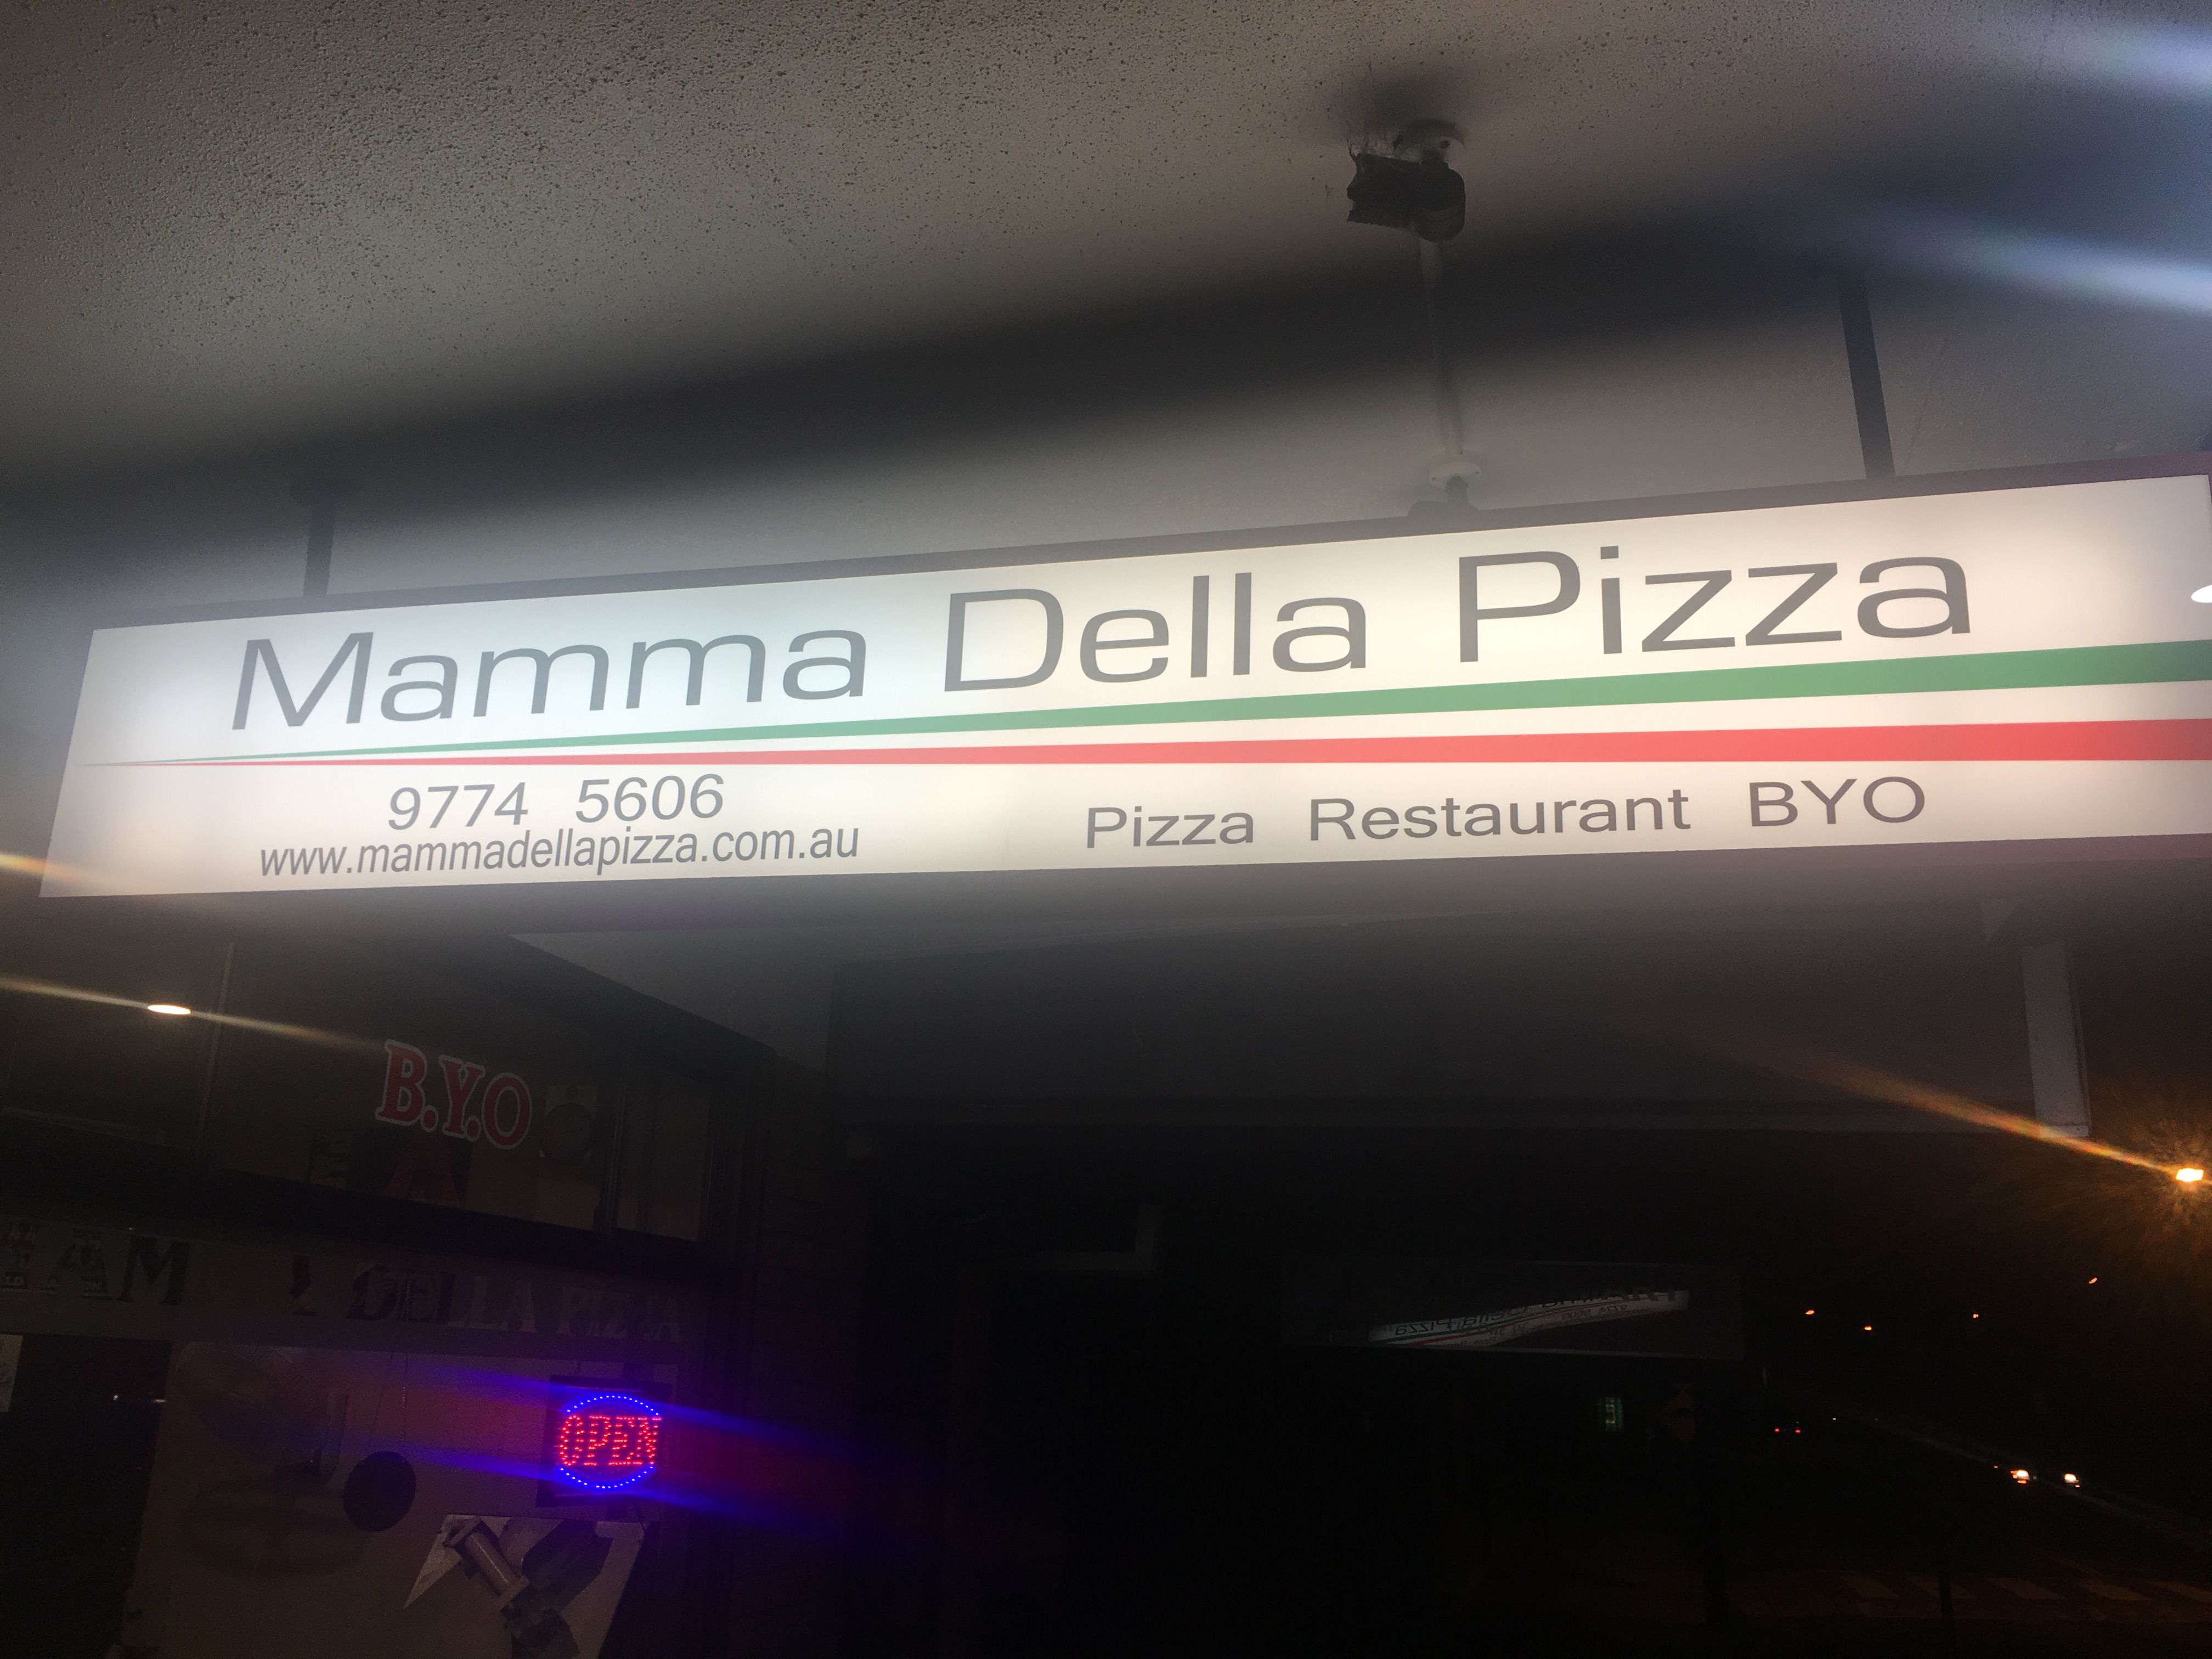 Mamma Della Pizza
9774 5606
www.mammadellapizza.com.au
Pizza Restaurant BYO
B.Y.O
DELLA PIZZA
OPEN